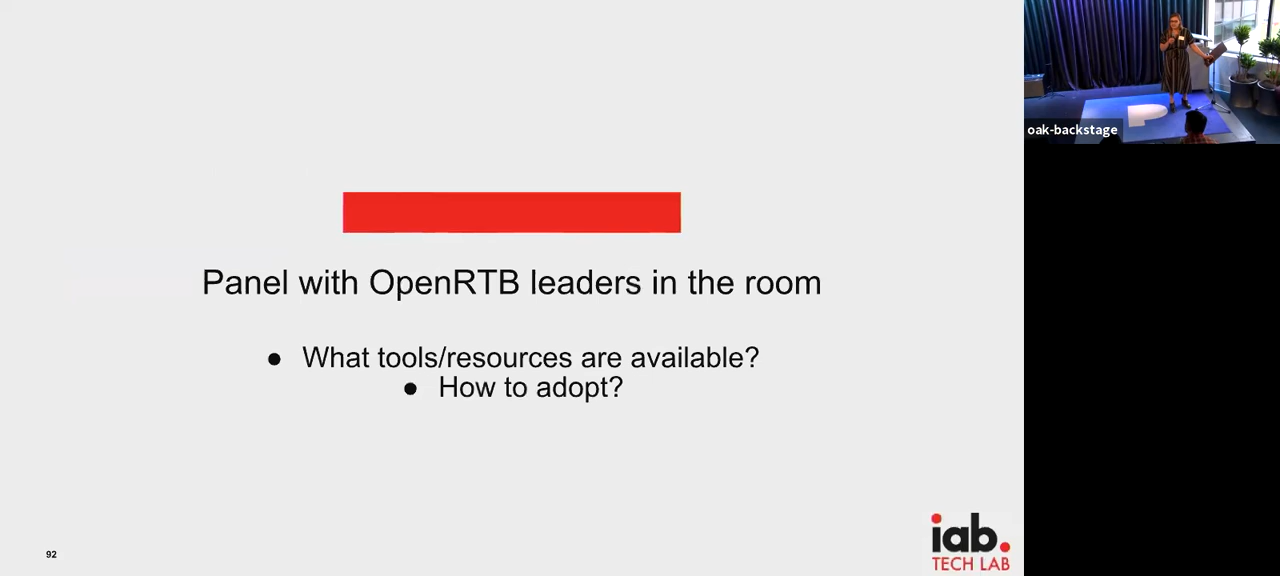 oak-backstage
Panel with OpenRTB leaders in the room
● What tools/resources are available?
● How to adopt?
92
iab.
TECH LAB